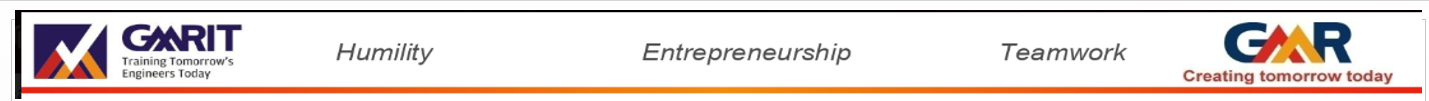 GMRIT
Training Tomorrow's
Engineers Today
Humility
Entrepreneurship
Teamwork
GMR
Creating tomorrow today